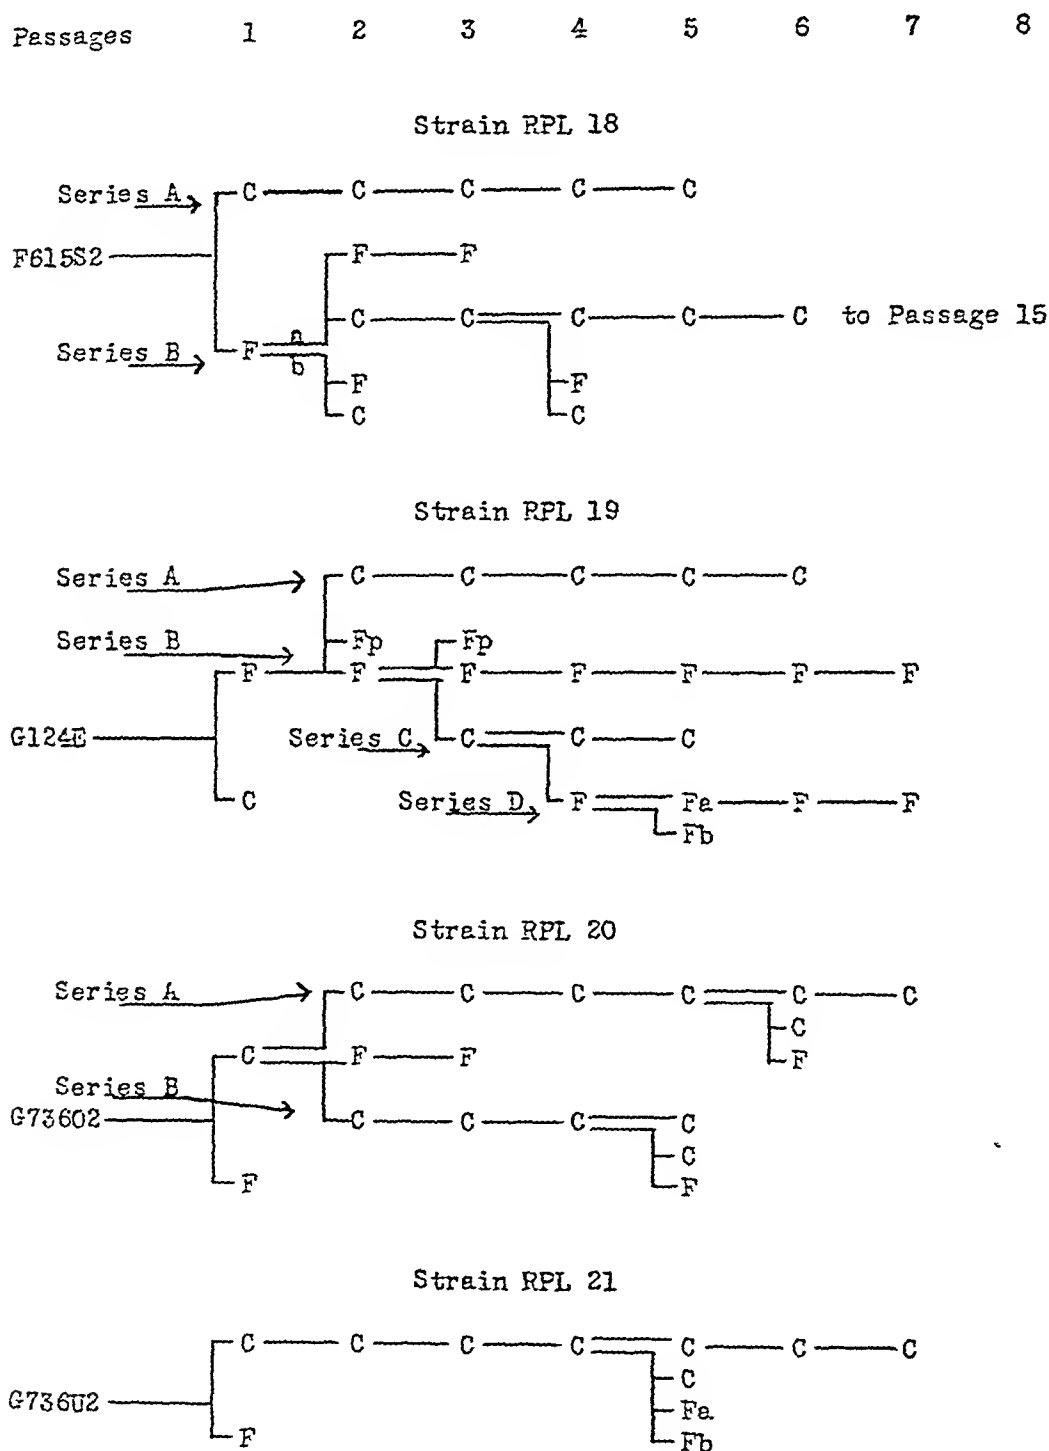 Passages 1 2 3 4 5 6 7 8
Strain RPL 18
Series A C C C C C
F615S2 F F
C C C C C to Passage 15
Series B F a
b F F
C C
Strain RPL 19
Series A C C C C C
Series B Fp Fp
F F F F F F F
G124E Series C C C C
C Series D F Fa F F
Fb
Strain RPL 20
Series A C C C C C C
C
C F F F
Series B
G73602 C C C C
C
F F
Strain RPL 21
C C C C C C C
C
G736U2 Fa
F Fb